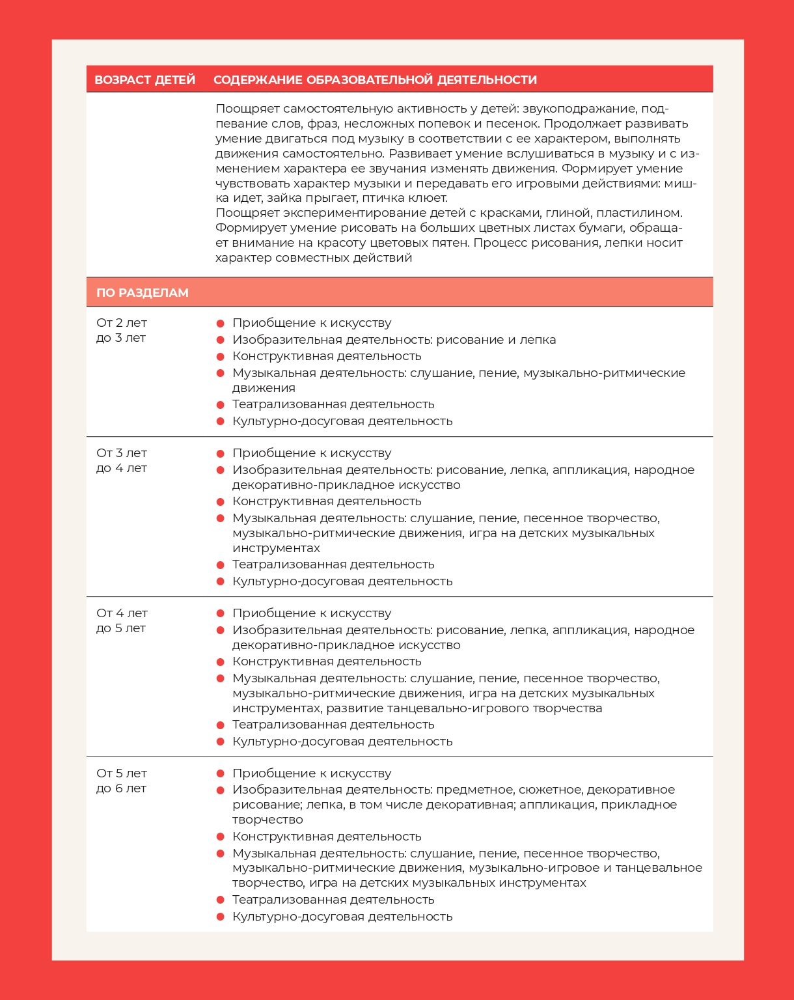 ВОЗРАСТ ДЕТЕЙ СОДЕРЖАНИЕ ОБРАЗОВАТЕЛЬНОЙ ДЕЯТЕЛЬНОСТИ
Поощряет самостоятельную активность у детей: звукоподражание, под-
певание слов, фраз, несложных попевок и песенок. Продолжает развивать
умение двигаться под музыку в соответствии с ее характером, выполнять
движения самостоятельно. Развивает умение вслушиваться в музыку и с из-
менением характера ее звучания изменять движения. Формирует умение
чувствовать характер музыки и передавать его игровыми действиями: миш-
ка идет, зайка прыгает, птичка клюет.
Поощряет экспериментирование детей с красками, глиной, пластилином.
Формирует умение рисовать на больших цветных листах бумаги, обраща-
ет внимание на красоту цветовых пятен. Процесс рисования, лепки носит
характер совместных действий
ПО РАЗДЕЛАМ
От 2 лет
до 3 лет
● Приобщение к искусству
● Изобразительная деятельность: рисование и лепка
● Конструктивная деятельность
● Музыкальная деятельность: слушание, пение, музыкально-ритмические
движения
● Театрализованная деятельность
● Культурно-досуговая деятельность
От 3 лет
до 4 лет
● Приобщение к искусству
● Изобразительная деятельность: рисование, лепка, аппликация, народное
декоративно-прикладное искусство
● Конструктивная деятельность
● Музыкальная деятельность: слушание, пение, песенное творчество,
музыкально-ритмические движения, игра на детских музыкальных
инструментах
● Театрализованная деятельность
● Культурно-досуговая деятельность
От 4 лет
до 5 лет
● Приобщение к искусству
● Изобразительная деятельность: рисование, лепка, аппликация, народное
декоративно-прикладное искусство
● Конструктивная деятельность
● Музыкальная деятельность: слушание, пение, песенное творчество,
музыкально-ритмические движения, игра на детских музыкальных
инструментах, развитие танцевально-игрового творчества
● Театрализованная деятельность
● Культурно-досуговая деятельность
От 5 лет
до 6 лет
● Приобщение к искусству
● Изобразительная деятельность: предметное, сюжетное, декоративное
рисование; лепка, в том числе декоративная; аппликация, прикладное
творчество
● Конструктивная деятельность
● Музыкальная деятельность: слушание, пение, песенное творчество,
музыкально-ритмические движения, музыкально-игровое и танцевальное
творчество, игра на детских музыкальных инструментах
● Театрализованная деятельность
● Культурно-досуговая деятельность